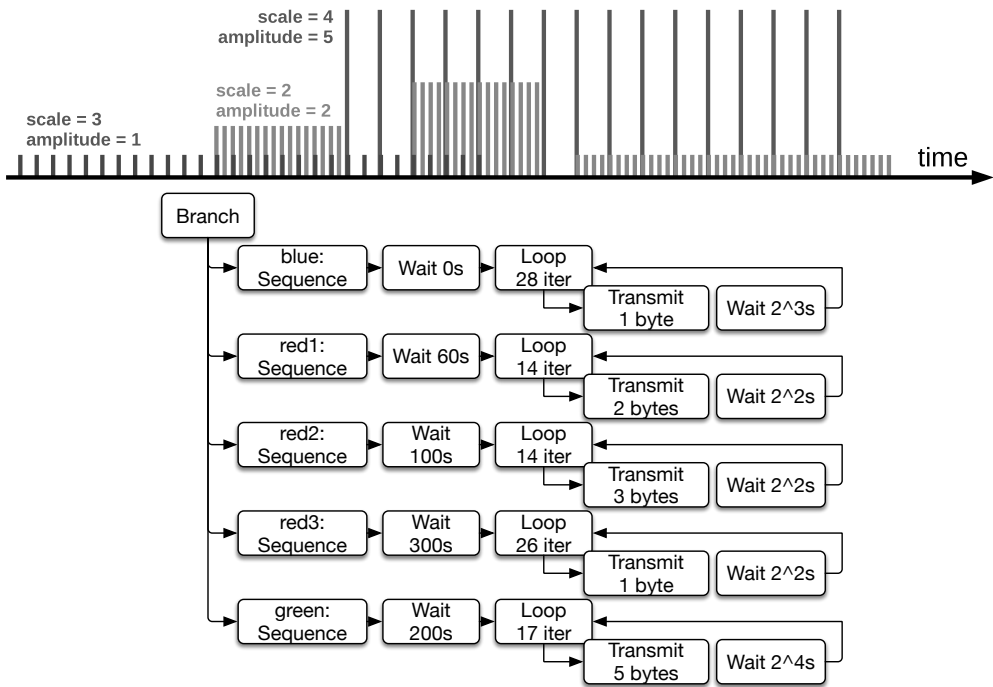 scale = 4
amplitude = 5
scale = 2
amplitude = 2
scale = 3
amplitude = 1
time
Branch
blue:
Sequence
Wait 0s
Loop
28 iter
Transmit
1 byte
Wait 2^3s
red1:
Sequence
Wait 60s
Loop
14 iter
Transmit
2 bytes
Wait 2^2s
red2:
Sequence
Wait
100s
Loop
14 iter
Transmit
3 bytes
Wait 2^2s
red3:
Sequence
Wait
300s
Loop
26 iter
Transmit
1 byte
Wait 2^2s
green:
Sequence
Wait
200s
Loop
17 iter
Transmit
5 bytes
Wait 2^4s